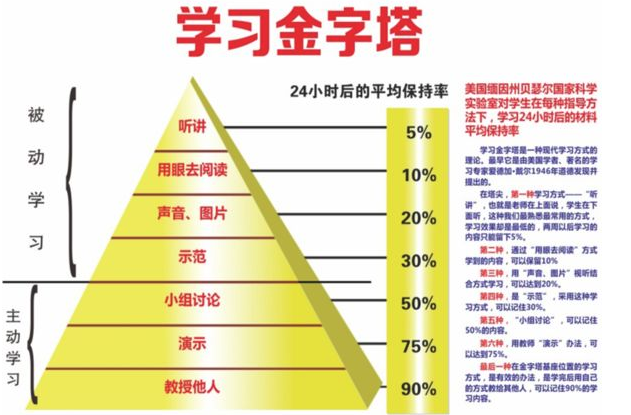 学习金字塔
24小时后的平均保持率
被动学习
听讲
5%
用眼去阅读
10%
声音、图片
20%
示范
30%
主动学习
小组讨论
50%
演示
75%
教授他人
90%
美国缅因州贝瑟尔国家科学
实验室对学生在每种指导方
法下，学习24小时后的材料
平均保持率
学习金字塔是一种现代学习方式的
理论。最早它是由美国学者、著名的学
习专家爱德加·戴尔1946年道德发现并
提出的。
在塔尖，第一种学习方式——“听
讲”，也就是老师在上面说，学生在下
面听，这种我们最熟悉最常用的方式，
学习效果却是最低的，两周以后学习的
内容只能留下5%。
第二种，通过“用眼去阅读”方式
学到的内容，可以保留10%
第三种，用“声音、图片”视听结
合方式学习，可以达到20%。
第四种，是“示范”，采用这种学
习方式，可以记住30%。
第五种，“小组讨论”，可以记住
50%的内容。
第六种，用教师“演示”办法，可
以达到75%。
最后一种在金字塔基座位置的学习
方式，是有效的办法，是学完后用自己
的方式教给其他人，可以记住90%的学
习内容。